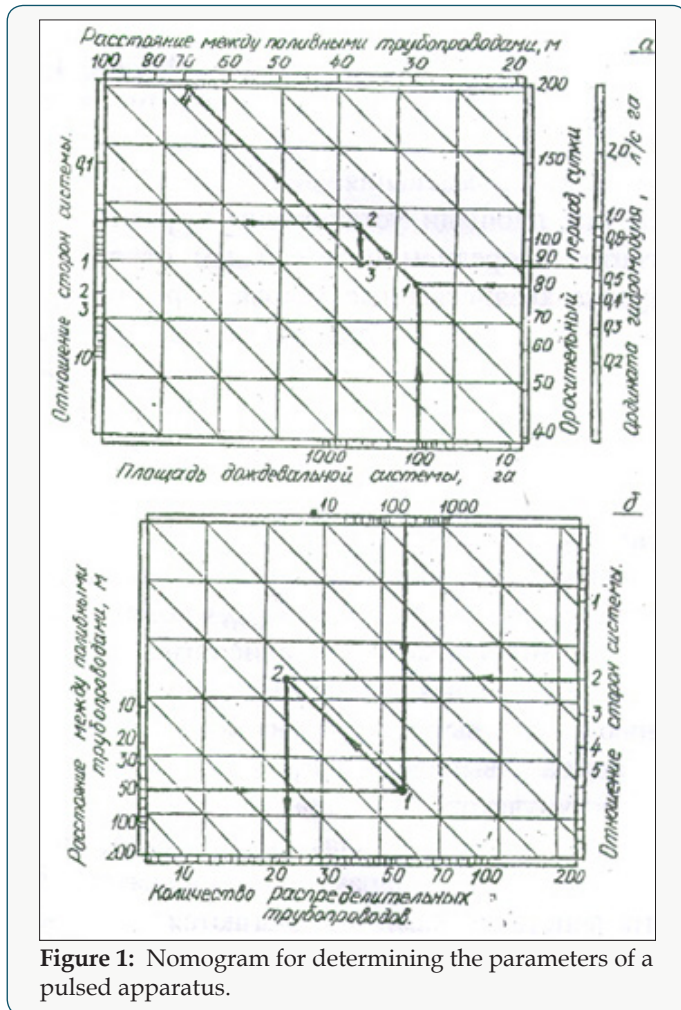 Расстояние между поливными трубопроводами, м
а
100 90 80 70 60 50 40 30 20
Отношение сторон системы.
0,1
1
2
3
10
4
2
3
1
200
150
100
90
80
70
60
50
40
Оросительный период, сутки
2,0
1,0
0,8
0,5
0,4
0,3
0,2
Ордината гидромодуля, л/с га
1000 100 10
Площадь дождевальной системы, га
б
10 100 1000
Расстояние между поливными
трубопроводами, м
10
20
30
50
100
200
2
1
1
2
3
4
5
Отношение сторон системы.
10 20 30 50 70 100 200
Количество распределительных
трубопроводов.
Figure 1: Nomogram for determining the parameters of a
pulsed apparatus.